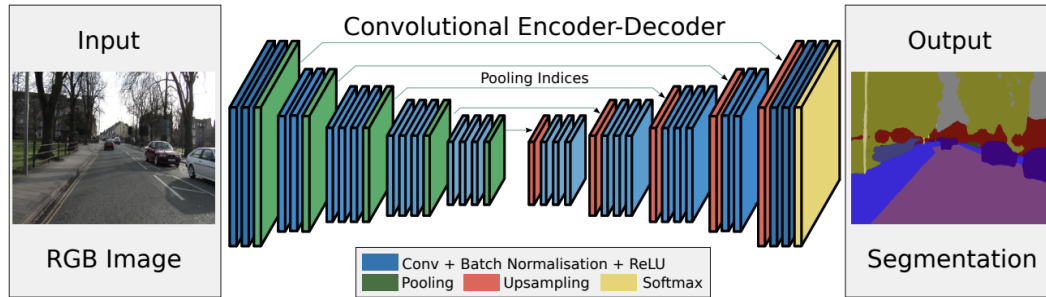 Input
RGB Image
Convolutional Encoder-Decoder
Pooling Indices
Conv + Batch Normalisation + ReLU
Pooling Upsampling Softmax
Output
Segmentation